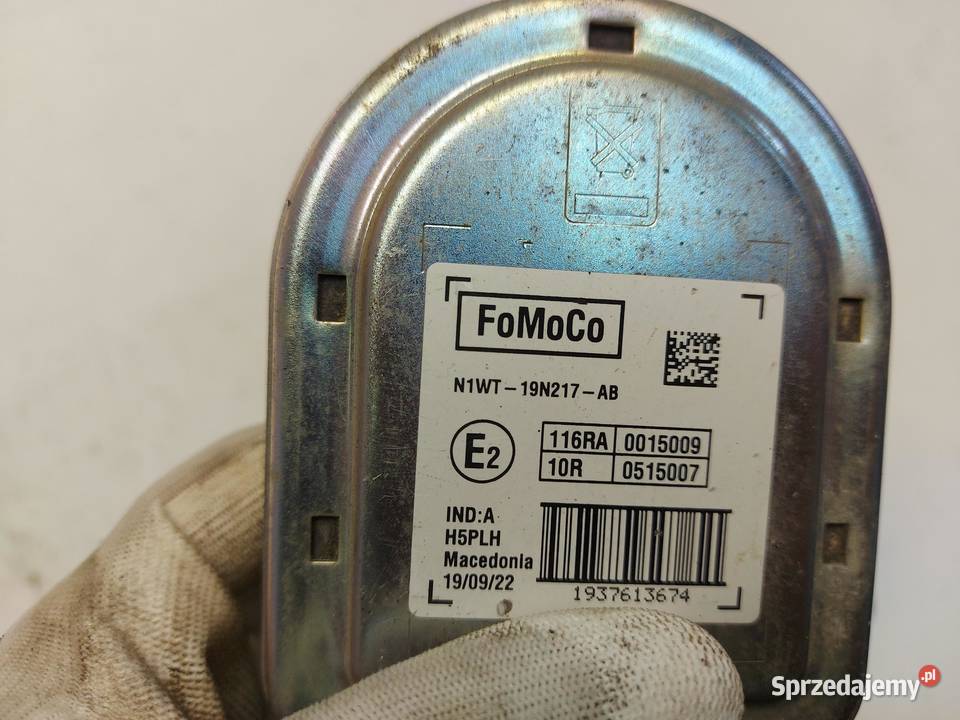 FoMoCo
N1WT-19N217-AB
E2
116RA 0015009
10R 0515007
IND:A
H5PLH
Macedonia
19/09/22
1937613674
Sprzedajemy.pl